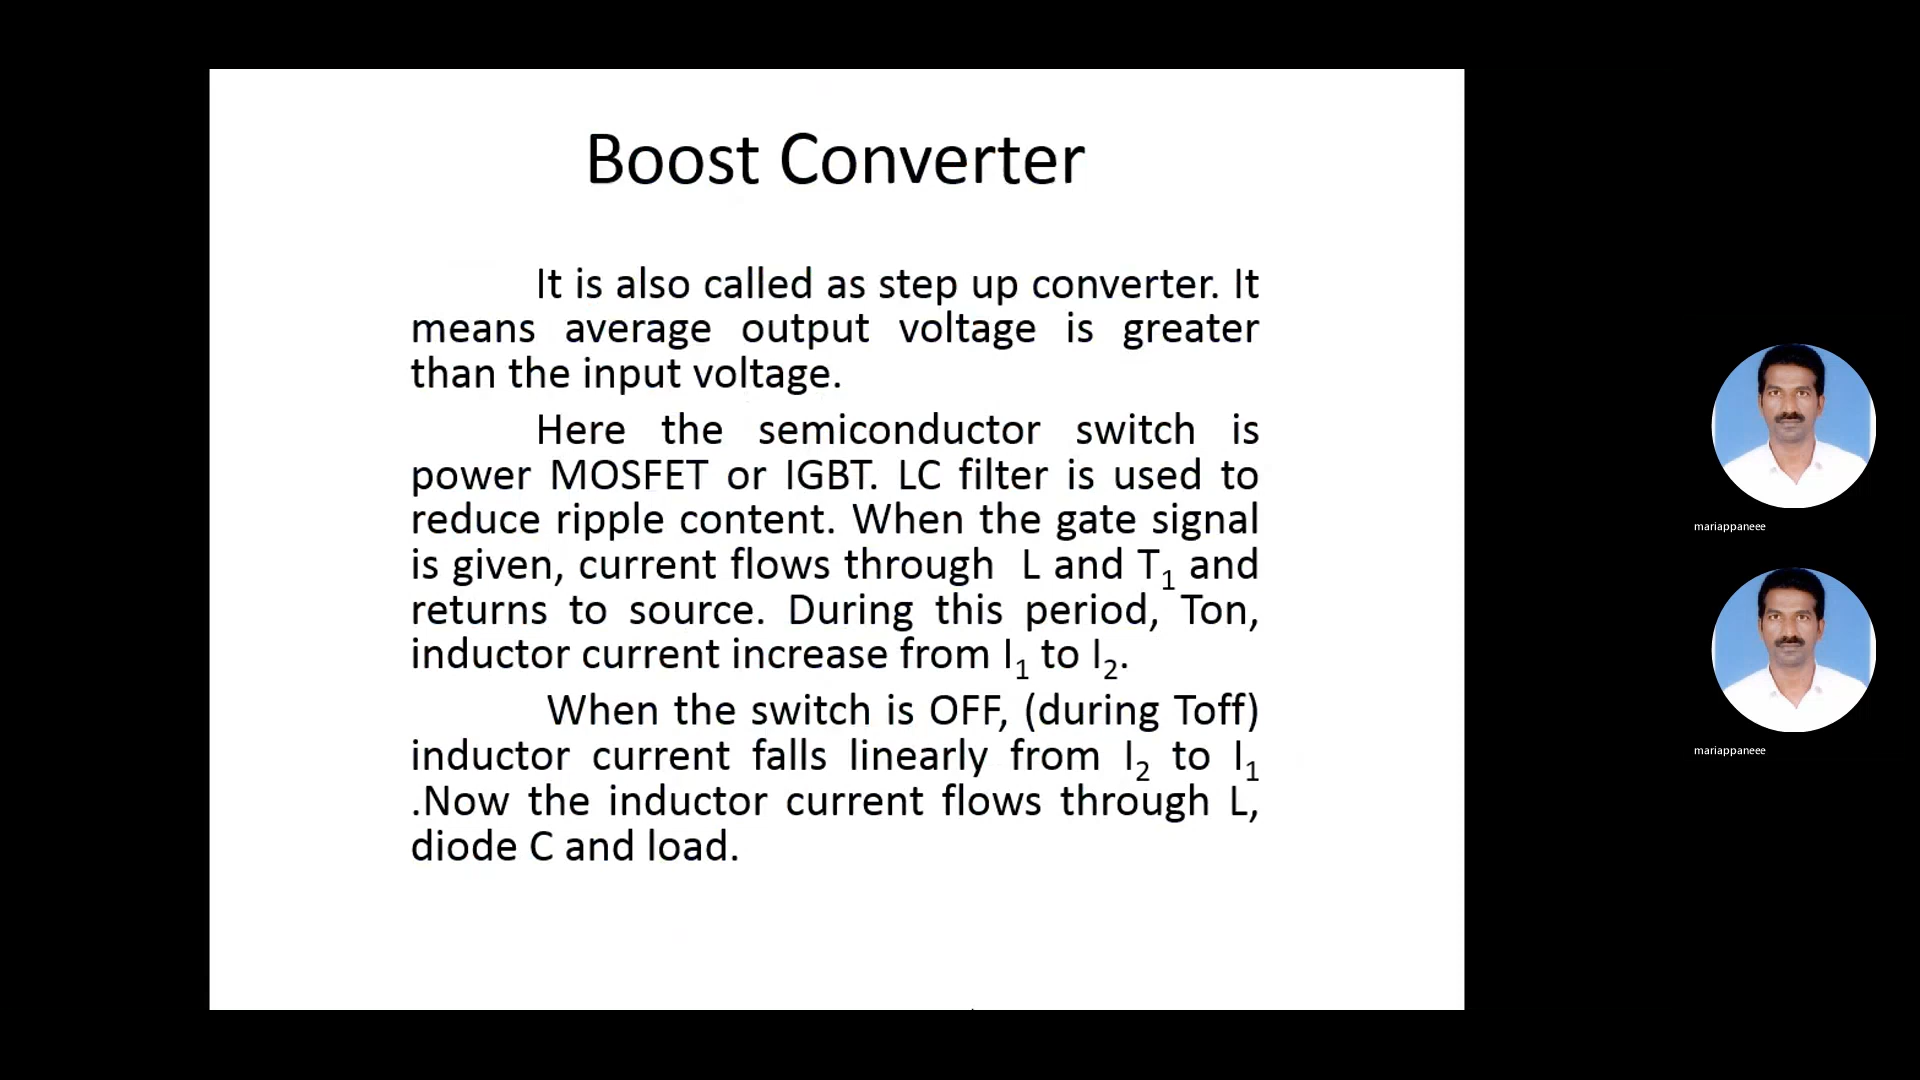 Boost Converter
It is also called as step up converter. It
means average output voltage is greater
than the input voltage.
Here the semiconductor switch is
power MOSFET or IGBT. LC filter is used to
reduce ripple content. When the gate signal
is given, current flows through L and T₁ and
returns to source. During this period, Ton,
inductor current increase from I₁ to I₂.
When the switch is OFF, (during Toff)
inductor current falls linearly from I₂ to I₁
.Now the inductor current flows through L,
diode C and load.
mariappaneee
mariappaneee